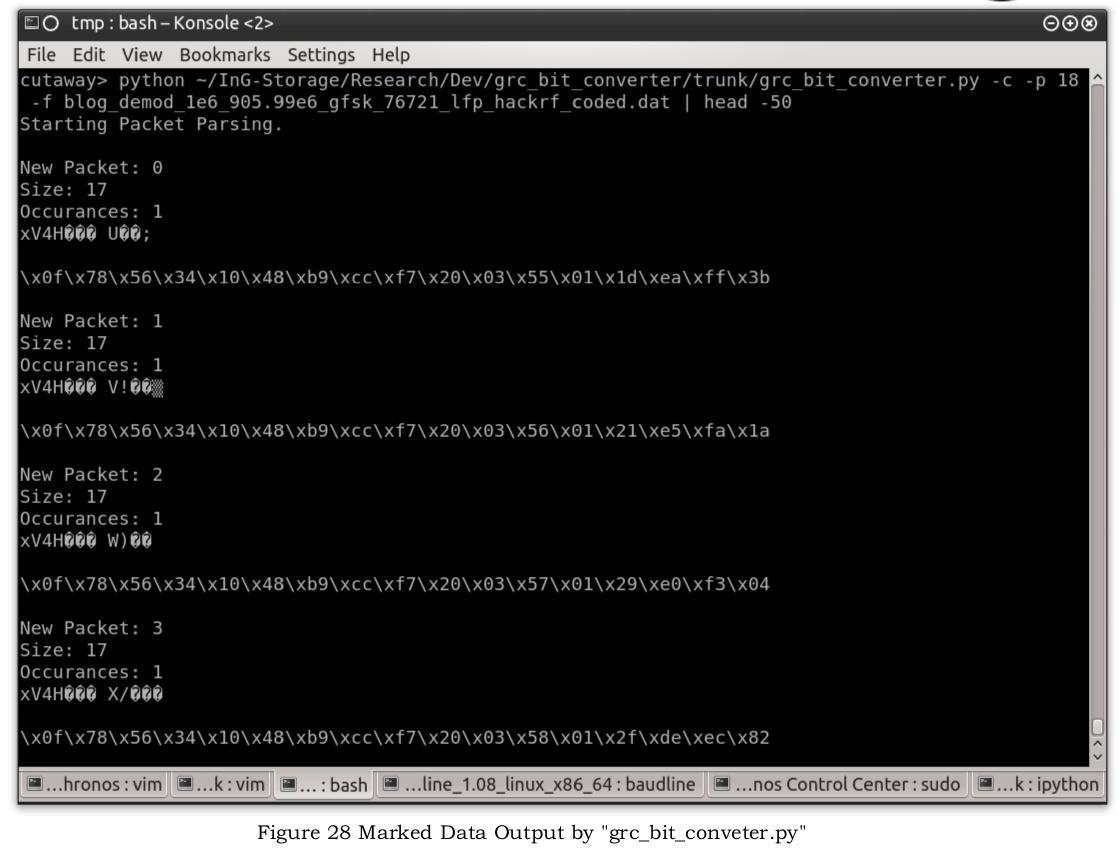 tmp : bash – Konsole <2>
File Edit View Bookmarks Settings Help
cutaway> python ~/InG-Storage/Research/Dev/grc_bit_converter/trunk/grc_bit_converter.py -c -p 18
-f blog_demod_1e6_905.99e6_gfsk_76721_lfp_hackrf_coded.dat | head -50
Starting Packet Parsing.
New Packet: 0
Size: 17
Occurances: 1
xV4H��� U��;
\x0f\x78\x56\x34\x10\x48\xb9\xcc\xf7\x20\x03\x55\x01\x1d\xea\xff\x3b
New Packet: 1
Size: 17
Occurances: 1
xV4H��� V!��▒
\x0f\x78\x56\x34\x10\x48\xb9\xcc\xf7\x20\x03\x56\x01\x21\xe5\xfa\x1a
New Packet: 2
Size: 17
Occurances: 1
xV4H��� W)��
\x0f\x78\x56\x34\x10\x48\xb9\xcc\xf7\x20\x03\x57\x01\x29\xe0\xf3\x04
New Packet: 3
Size: 17
Occurances: 1
xV4H��� X/���
\x0f\x78\x56\x34\x10\x48\xb9\xcc\xf7\x20\x03\x58\x01\x2f\xde\xec\x82
...hronos : vim ...k : vim ... : bash ...line_1.08_linux_x86_64 : baudline ...nos Control Center : sudo ...k : ipython
Figure 28 Marked Data Output by "grc_bit_conveter.py"